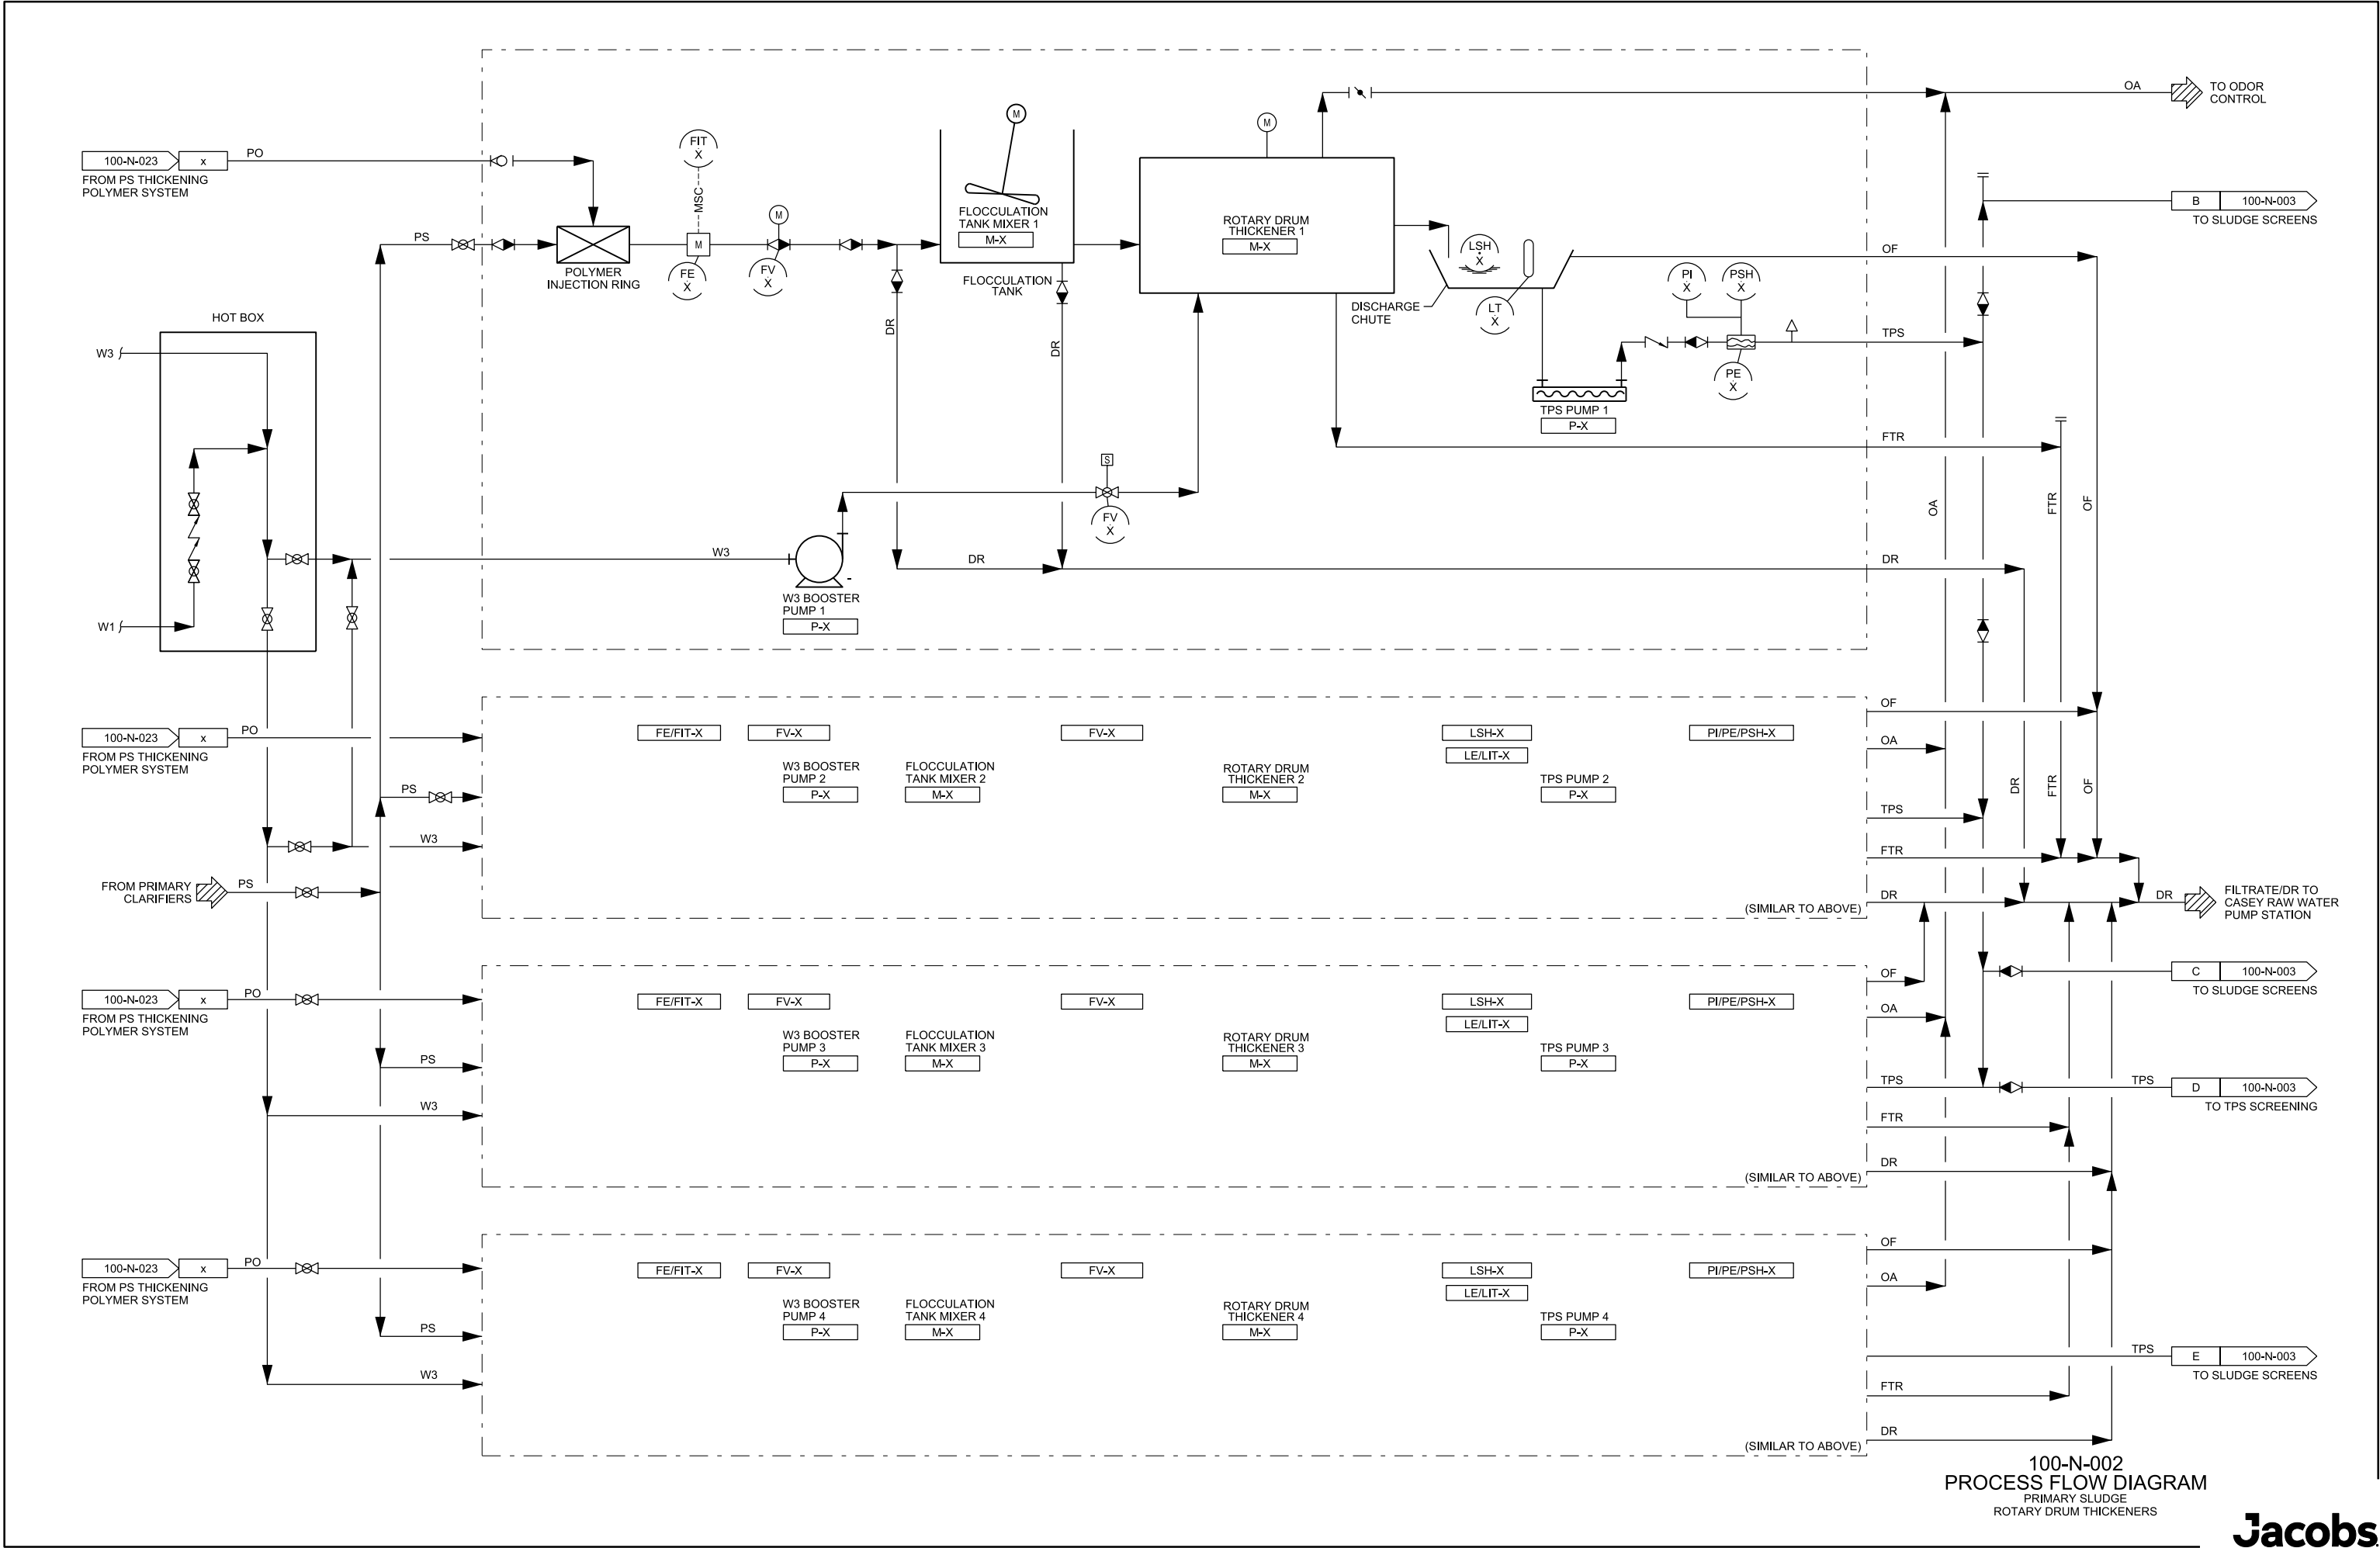 OA
TO ODOR
CONTROL
100-N-023 x
PO
FROM PS THICKENING
POLYMER SYSTEM
FIT
X
MSC
M
M
FE
X
FV
X
PS
POLYMER
INJECTION RING
M
FLOCCULATION
TANK MIXER 1
M-X
FLOCCULATION
TANK
M
ROTARY DRUM
THICKENER 1
M-X
DISCHARGE
CHUTE
LSH
X
LT
X
PI
X
PSH
X
PE
X
TPS PUMP 1
P-X
B 100-N-003
TO SLUDGE SCREENS
OF
TPS
FTR
HOT BOX
W3
W1
DR
DR
S
FV
X
W3
W3 BOOSTER
PUMP 1
P-X
DR
DR
OA
FTR
OF
100-N-023 x
PO
FROM PS THICKENING
POLYMER SYSTEM
PS
W3
FE/FIT-X
FV-X
FV-X
LSH-X
LE/LIT-X
PI/PE/PSH-X
W3 BOOSTER
PUMP 2
P-X
FLOCCULATION
TANK MIXER 2
M-X
ROTARY DRUM
THICKENER 2
M-X
TPS PUMP 2
P-X
(SIMILAR TO ABOVE)
OF
OA
TPS
FTR
DR
DR
FTR
OF
FROM PRIMARY
CLARIFIERS
PS
DR
FILTRATE/DR TO
CASEY RAW WATER
PUMP STATION
100-N-023 x
PO
FROM PS THICKENING
POLYMER SYSTEM
PS
W3
FE/FIT-X
FV-X
FV-X
LSH-X
LE/LIT-X
PI/PE/PSH-X
W3 BOOSTER
PUMP 3
P-X
FLOCCULATION
TANK MIXER 3
M-X
ROTARY DRUM
THICKENER 3
M-X
TPS PUMP 3
P-X
(SIMILAR TO ABOVE)
OF
OA
TPS
FTR
DR
C 100-N-003
TO SLUDGE SCREENS
TPS
D 100-N-003
TO TPS SCREENING
100-N-023 x
PO
FROM PS THICKENING
POLYMER SYSTEM
PS
W3
FE/FIT-X
FV-X
FV-X
LSH-X
LE/LIT-X
PI/PE/PSH-X
W3 BOOSTER
PUMP 4
P-X
FLOCCULATION
TANK MIXER 4
M-X
ROTARY DRUM
THICKENER 4
M-X
TPS PUMP 4
P-X
(SIMILAR TO ABOVE)
OF
OA
FTR
DR
TPS
E 100-N-003
TO SLUDGE SCREENS
100-N-002
PROCESS FLOW DIAGRAM
PRIMARY SLUDGE
ROTARY DRUM THICKENERS
Jacobs